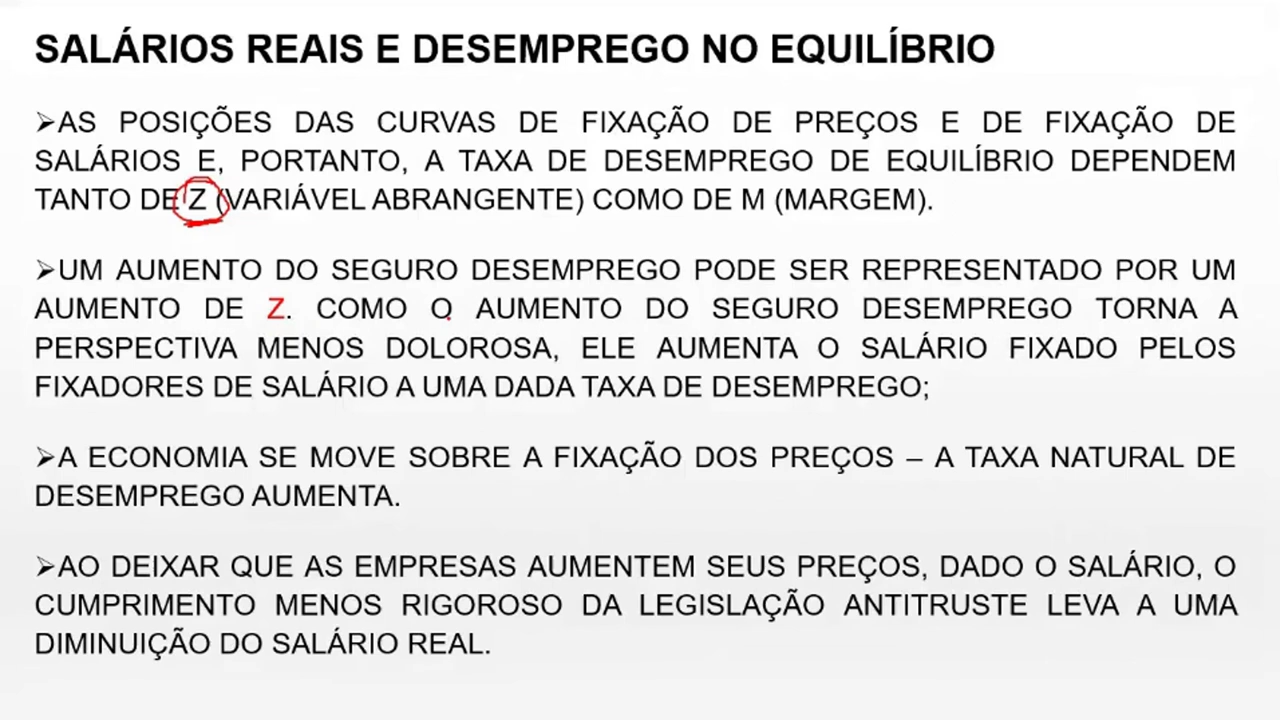 SALÁRIOS REAIS E DESEMPREGO NO EQUILÍBRIO
➢AS POSIÇÕES DAS CURVAS DE FIXAÇÃO DE PREÇOS E DE FIXAÇÃO DE
SALÁRIOS E, PORTANTO, A TAXA DE DESEMPREGO DE EQUILÍBRIO DEPENDEM
TANTO DE Z (VARIÁVEL ABRANGENTE) COMO DE M (MARGEM).
➢UM AUMENTO DO SEGURO DESEMPREGO PODE SER REPRESENTADO POR UM
AUMENTO DE Z. COMO O AUMENTO DO SEGURO DESEMPREGO TORNA A
PERSPECTIVA MENOS DOLOROSA, ELE AUMENTA O SALÁRIO FIXADO PELOS
FIXADORES DE SALÁRIO A UMA DADA TAXA DE DESEMPREGO;
➢A ECONOMIA SE MOVE SOBRE A FIXAÇÃO DOS PREÇOS – A TAXA NATURAL DE
DESEMPREGO AUMENTA.
➢AO DEIXAR QUE AS EMPRESAS AUMENTEM SEUS PREÇOS, DADO O SALÁRIO, O
CUMPRIMENTO MENOS RIGOROSO DA LEGISLAÇÃO ANTITRUSTE LEVA A UMA
DIMINUIÇÃO DO SALÁRIO REAL.